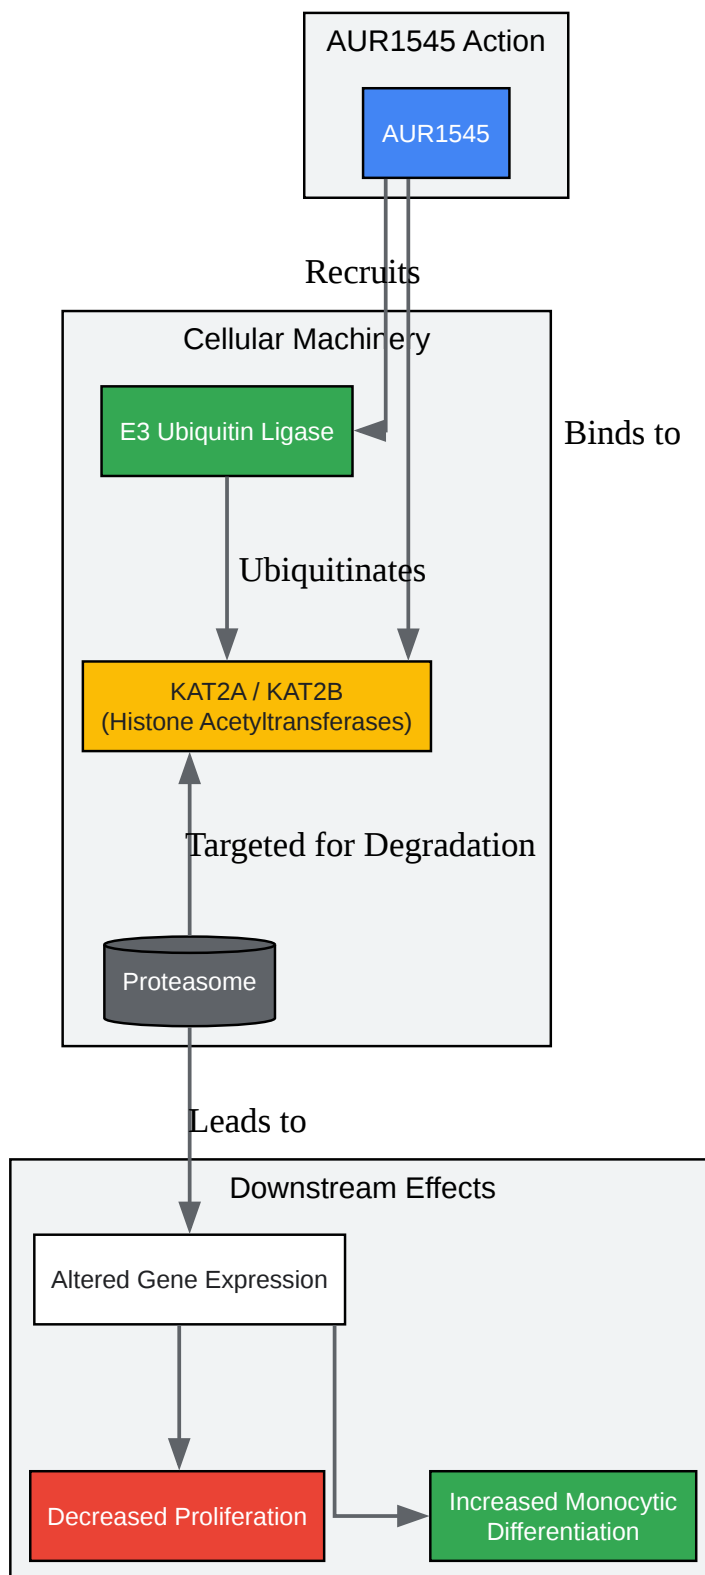 AUR1545 Action
AUR1545
Recruits
Cellular Machinery
E3 Ubiquitin Ligase
Binds to
Ubiquitinates
KAT2A / KAT2B
(Histone Acetyltransferases)
Targeted for Degradation
Proteasome
Leads to
Downstream Effects
Altered Gene Expression
Decreased Proliferation
Increased Monocytic
Differentiation